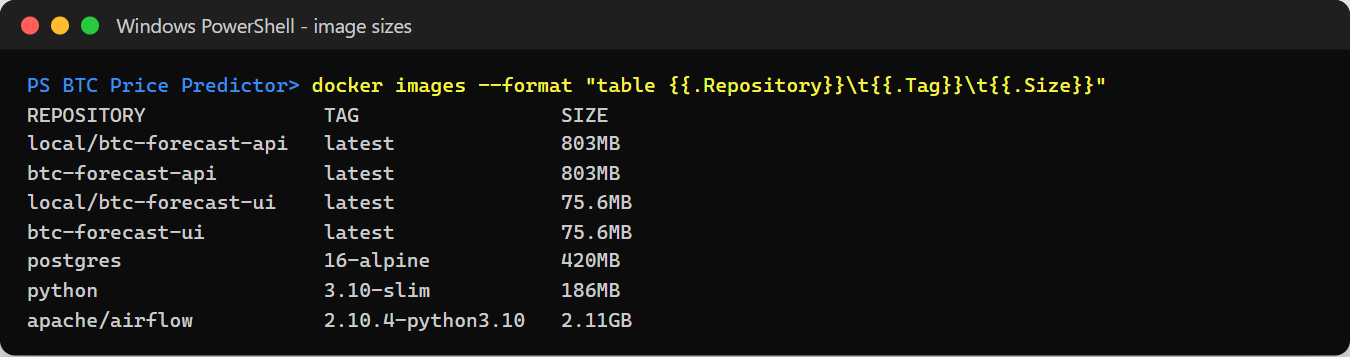 Windows PowerShell - image sizes
PS BTC Price Predictor> docker images --format "table {{.Repository}}\t{{.Tag}}\t{{.Size}}"
REPOSITORY TAG SIZE
local/btc-forecast-api latest 803MB
btc-forecast-api latest 803MB
local/btc-forecast-ui latest 75.6MB
btc-forecast-ui latest 75.6MB
postgres 16-alpine 420MB
python 3.10-slim 186MB
apache/airflow 2.10.4-python3.10 2.11GB